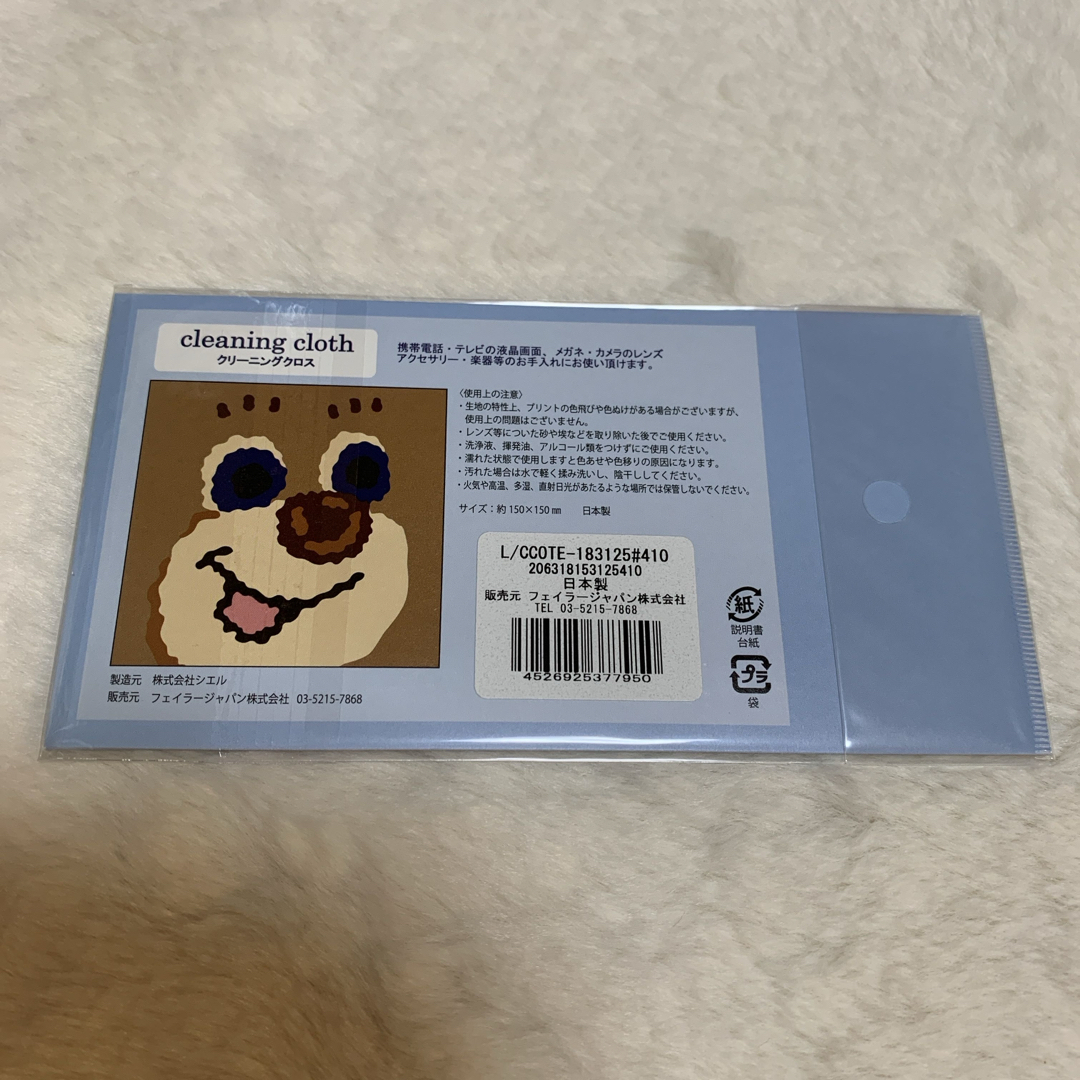 cleaning cloth
クリーニングクロス
携帯電話・テレビの液晶画面、メガネ・カメラのレンズ
アクセサリー・楽器等のお手入れにお使い頂けます。
〈使用上の注意〉
・生地の特性上、プリントの色飛びや色ぬけがある場合がございますが、
使用上の問題はございません。
・レンズ等についた砂や埃などを取り除いた後でご使用ください。
・洗浄液、揮発油、アルコール類をつけずにご使用ください。
・濡れた状態で使用しますと色あせや色移りの原因になります。
・汚れた場合は水で軽く揉み洗いし、陰干ししてください。
・火気や高温、多湿、直射日光があたるような場所では保管しないでください。
サイズ：約150×150㎜　日本製
L/CCOTE-183125#410
206318153125410
日本製
販売元 フェイラージャパン株式会社
TEL 03-5215-7868
4526925377950
紙
説明書
台紙
プラ
袋
製造元　株式会社シエル
販売元　フェイラージャパン株式会社　03-5215-7868